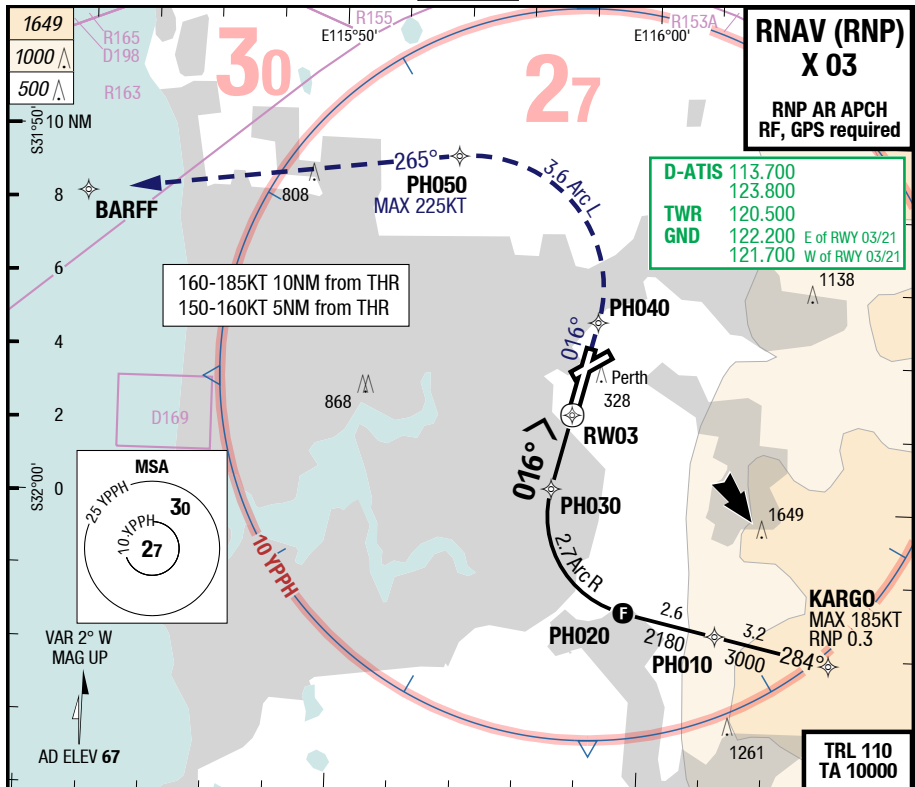 1649
1000
500
R165
D198
R163
R155
E115°50'
R153A
E116°00'
30
27
RNAV (RNP)
X 03
RNP AR APCH
RF, GPS required
S31°50'
10 NM
8
6
4
2
0
S32°00'
265°
PH050
MAX 225KT
3.6 Arc L
BARFF
808
D-ATIS 113.700
123.800
TWR 120.500
GND 122.200 E of RWY 03/21
121.700 W of RWY 03/21
160-185KT 10NM from THR
150-160KT 5NM from THR
1138
PH040
016°
Perth
328
868
D169
RW03
016°
PH030
MSA
25 YPPH
30
10 YPPH
27
1649
2.7 Arc R
10 YPPH
KARGO
MAX 185KT
RNP 0.3
F
PH020
2.6
2180
PH010
3.2
3000
284°
VAR 2° W
MAG UP
AD ELEV 67
1261
TRL 110
TA 10000